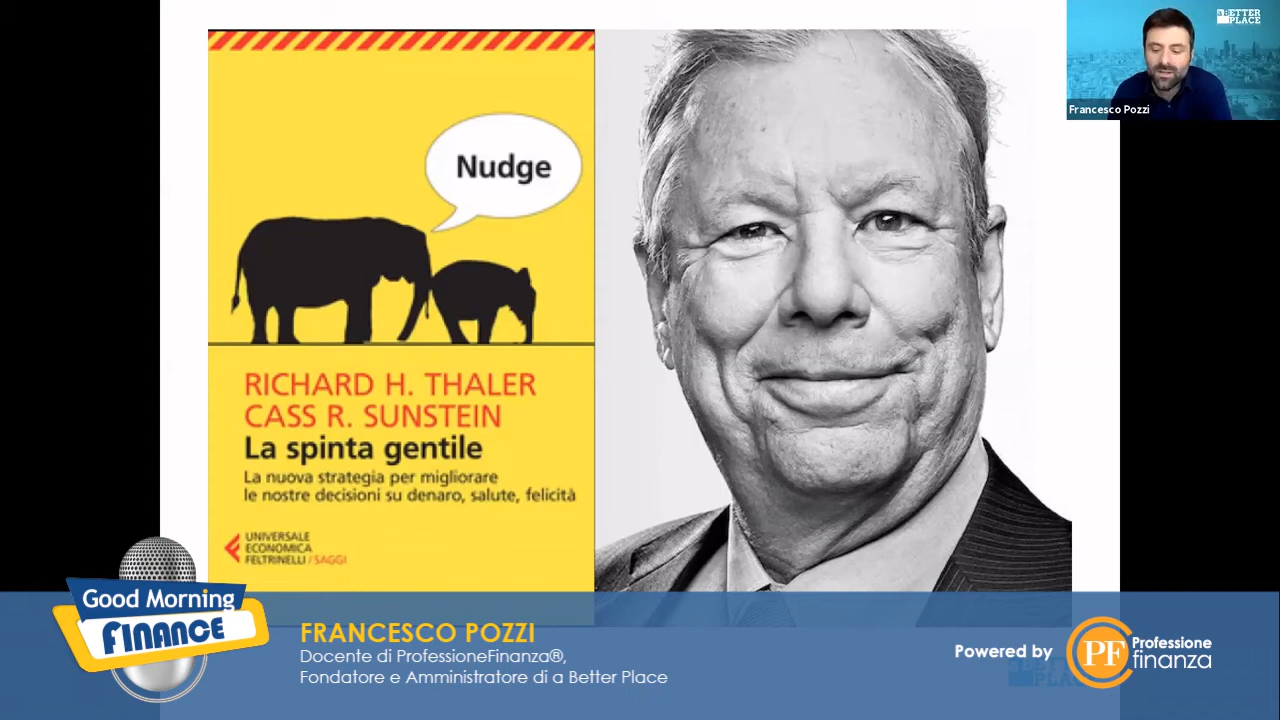 BETTER
PLACE
Francesco Pozzi
Nudge
RICHARD H. THALER
CASS R. SUNSTEIN
La spinta gentile
La nuova strategia per migliorare
le nostre decisioni su denaro, salute, felicità
UNIVERSALE
ECONOMICA
FELTRINELLI / SAGGI
Good Morning
FINANCE
FRANCESCO POZZI
Docente di ProfessioneFinanza®,
Fondatore e Amministratore di a Better Place
Powered by
PF
Professione
finanza